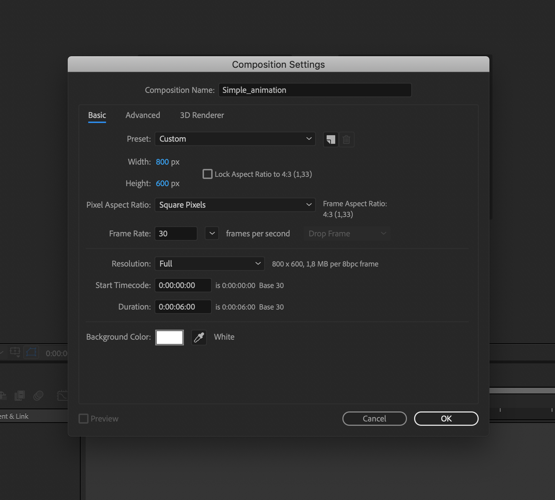 Composition Settings
Composition Name: Simple_animation
Basic Advanced 3D Renderer
Preset: Custom
Width: 800 px
Lock Aspect Ratio to 4:3 (1,33)
Height: 600 px
Pixel Aspect Ratio: Square Pixels
Frame Aspect Ratio:
4:3 (1,33)
Frame Rate: 30 frames per second Drop Frame
Resolution: Full 800 x 600, 1,8 MB per 8bpc frame
Start Timecode: 0:00:00:00 is 0:00:00:00 Base 30
Duration: 0:00:06:00 is 0:00:06:00 Base 30
Background Color: White
Preview Cancel OK
& Link